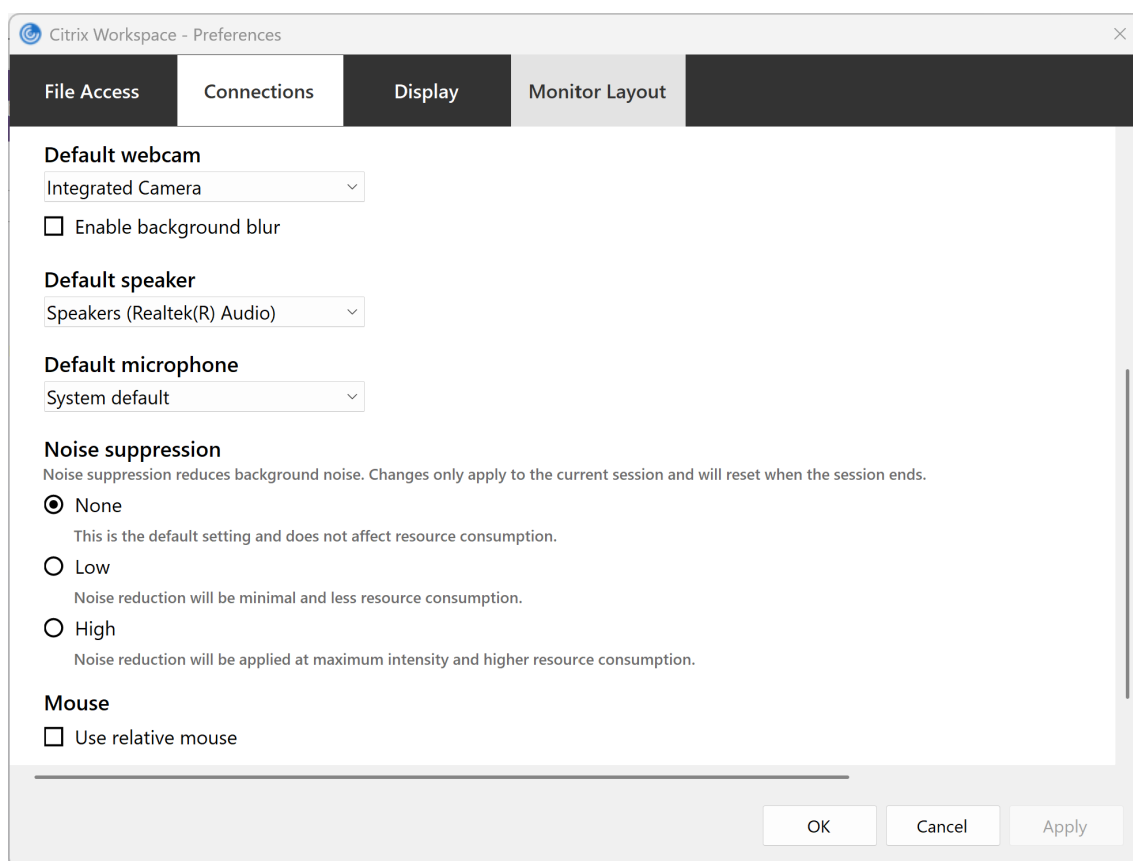 Citrix Workspace - Preferences
File Access
Connections
Display
Monitor Layout
Default webcam
Integrated Camera
Enable background blur
Default speaker
Speakers (Realtek(R) Audio)
Default microphone
System default
Noise suppression
Noise suppression reduces background noise. Changes only apply to the current session and will reset when the session ends.
None
This is the default setting and does not affect resource consumption.
Low
Noise reduction will be minimal and less resource consumption.
High
Noise reduction will be applied at maximum intensity and higher resource consumption.
Mouse
Use relative mouse
OK
Cancel
Apply